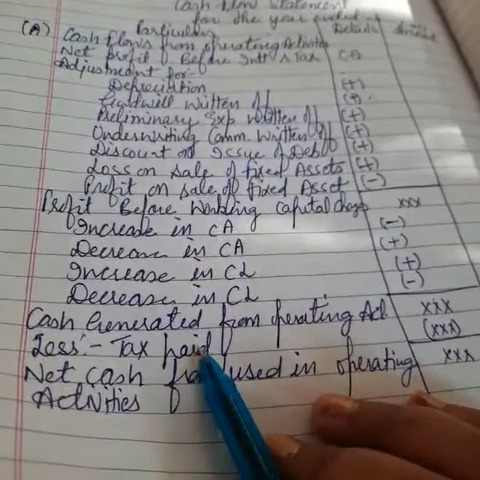 Cash Flow Statement
for the year ended
Particulars Details Amount
(A) Cash flows from operating Activities
Net profit Before Intt & Tax (+)
Adjustment for:-
Depreciation (+)
Goodwill written off (+)
Preliminary Exp written off (+)
Underwriting Comm. Written off (+)
Discount on Issue of Deb (+)
Loss on sale of fixed Assets (+)
Profit on sale of fixed Asset (-)
Profit Before Working Capital xxx
Increase in CA (-)
Decrease in CA (+)
Increase in CL (+)
Decrease in CL (-)
Cash Generated from operating Act xxx
Less:- Tax paid (xxx)
Net cash used in operating xxx
Activities